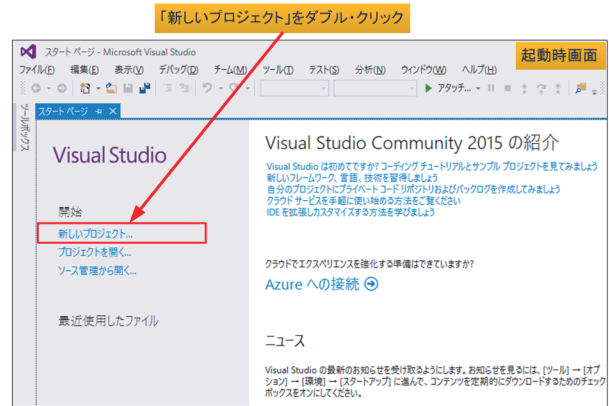 「新しいプロジェクト」をダブル・クリック
スタート ページ - Microsoft Visual Studio
起動時画面
ファイル(F) 編集(E) 表示(V) デバッグ(D) チーム(M) ツール(T) テスト(S) 分析(N) ウィンドウ(W) ヘルプ(H)
アタッチ...
スタート ページ
ツールボックス
Visual Studio
開始
新しいプロジェクト...
プロジェクトを開く...
ソース管理から開く...
最近使用したファイル
Visual Studio Community 2015 の紹介
Visual Studio は初めてですか? コーディング チュートリアルとサンプル プロジェクトを見てみましょう
新しいフレームワーク、言語、技術を習得しましょう
自分のプロジェクトにプライベート コード リポジトリおよびバックログを作成してみましょう
クラウド サービスを手軽に使い始める方法をご覧ください
IDE を拡張しカスタマイズする方法を学びましょう
クラウドでエクスペリエンスを強化する準備はできていますか?
Azure への接続
ニュース
Visual Studio の最新のお知らせを受け取るようにします。お知らせを見るには、[ツール] → [オプ
ション] → [環境] → [スタートアップ] に進んで、コンテンツを定期的にダウンロードするためのチェック
ボックスをオンにしてください。